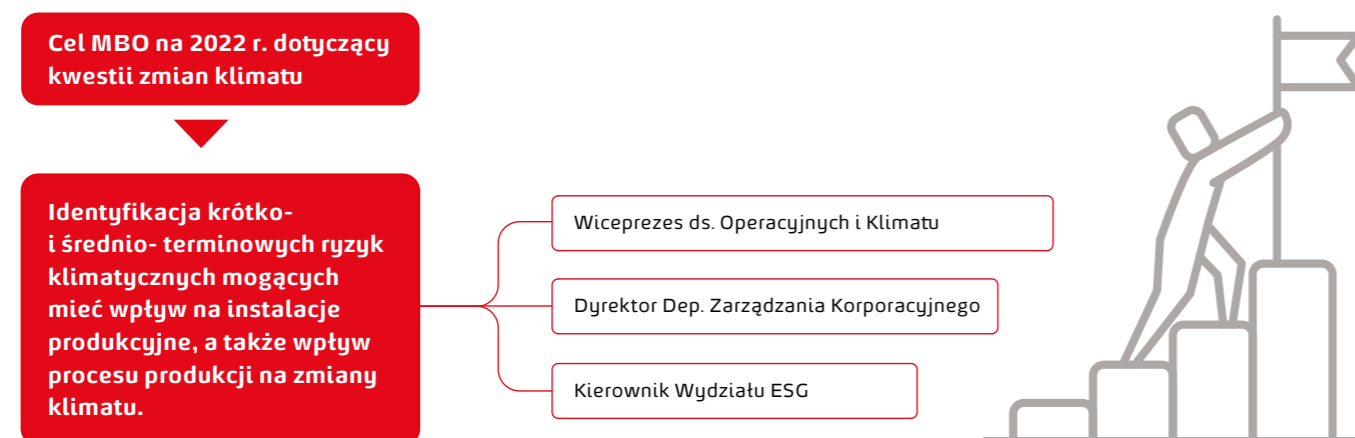 Cel MBO na 2022 r. dotyczący
kwestii zmian klimatu
Identyfikacja krótko-
i średnio- terminowych ryzyk
klimatycznych mogących
mieć wpływ na instalacje
produkcyjne, a także wpływ
procesu produkcji na zmiany
klimatu.
Wiceprezes ds. Operacyjnych i Klimatu
Dyrektor Dep. Zarządzania Korporacyjnego
Kierownik Wydziału ESG